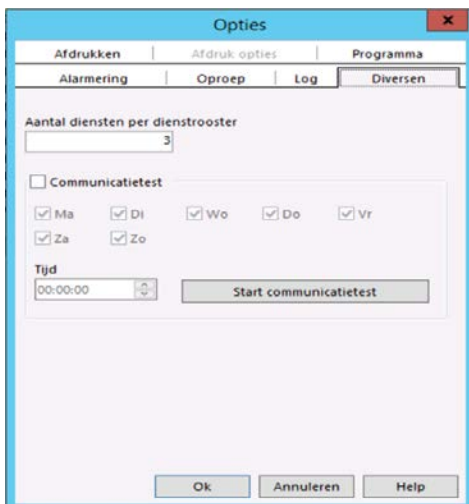 Opties
Afdrukken Afdruk opties Programma
Alarmering Oproep Log Diversen
Aantal diensten per dienstrooster
3
Communicatietest
Ma Di Wo Do Vr
Za Zo
Tijd
00:00:00 Start communicatietest
Ok Annuleren Help